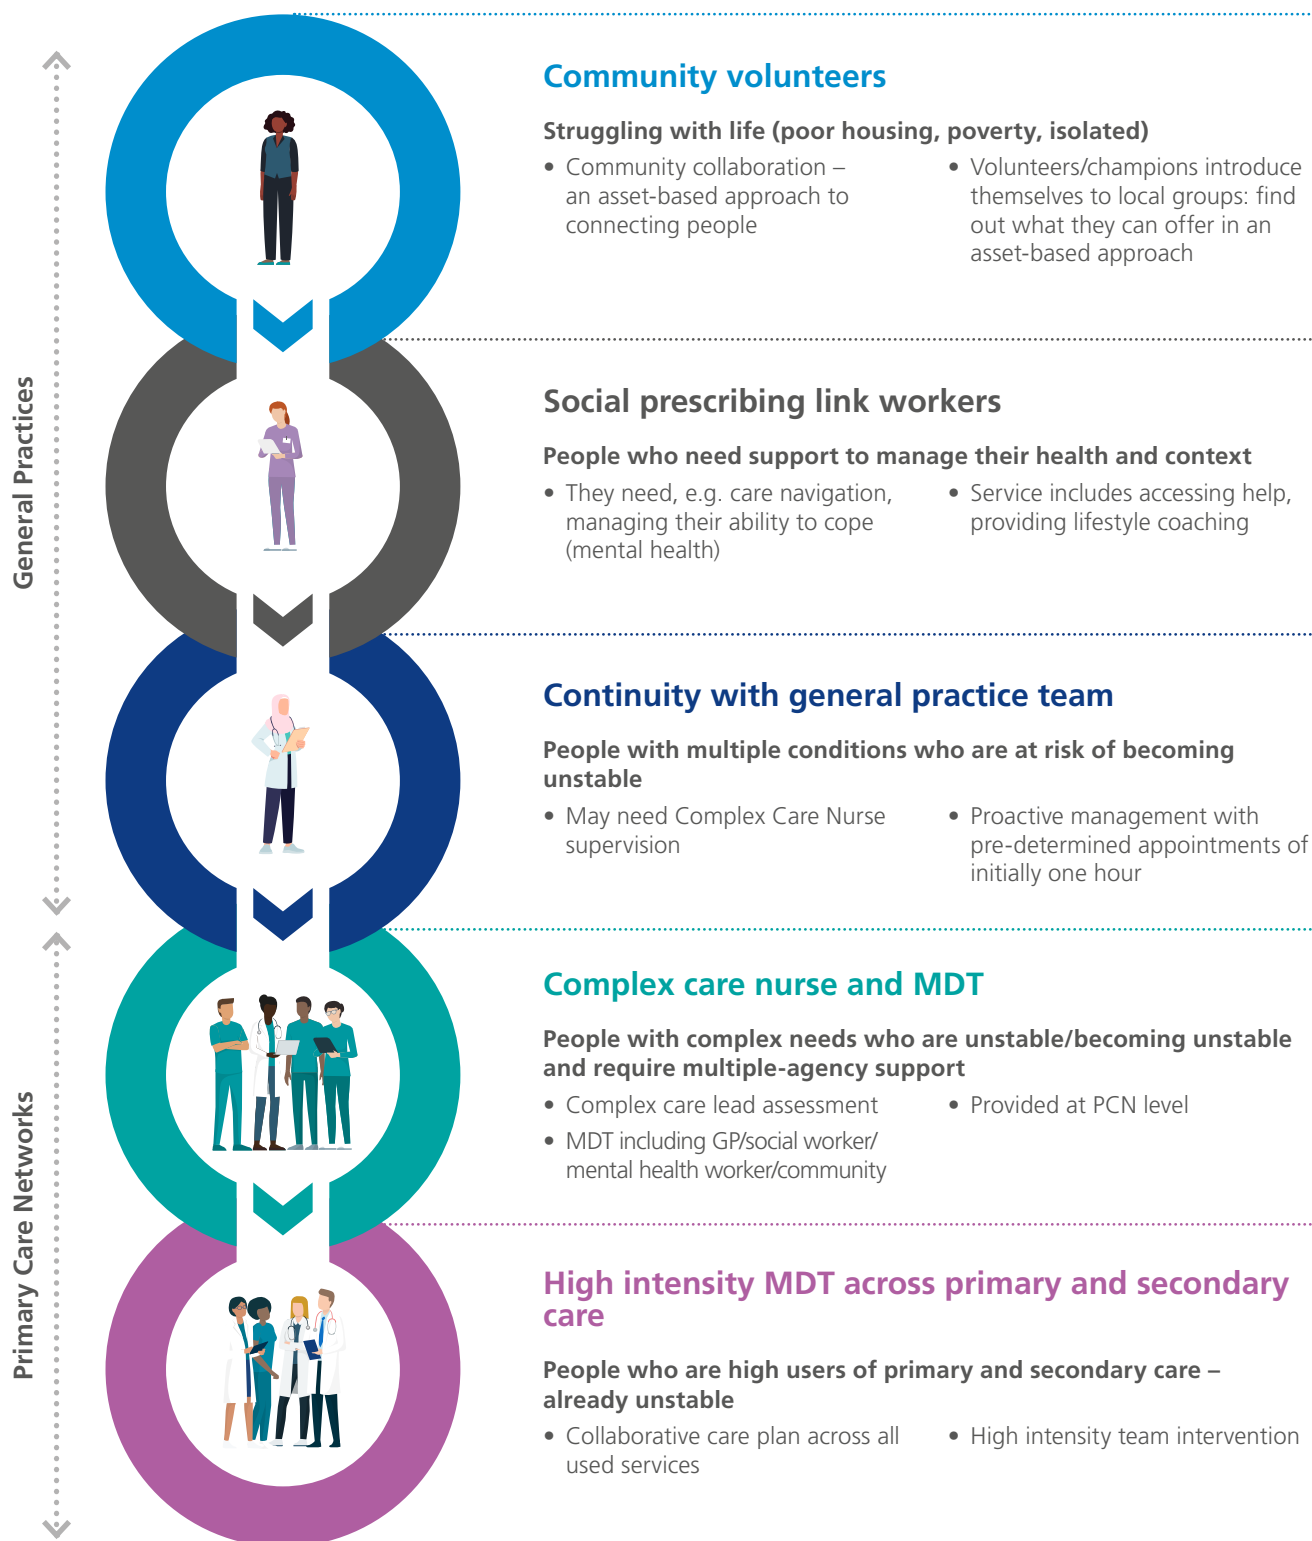 General Practices
Community volunteers
Struggling with life (poor housing, poverty, isolated)
• Community collaboration –
an asset-based approach to
connecting people
• Volunteers/champions introduce
themselves to local groups: find
out what they can offer in an
asset-based approach
Social prescribing link workers
People who need support to manage their health and context
• They need, e.g. care navigation,
managing their ability to cope
(mental health)
• Service includes accessing help,
providing lifestyle coaching
Continuity with general practice team
People with multiple conditions who are at risk of becoming
unstable
• May need Complex Care Nurse
supervision
• Proactive management with
pre-determined appointments of
initially one hour
Primary Care Networks
Complex care nurse and MDT
People with complex needs who are unstable/becoming unstable
and require multiple-agency support
• Complex care lead assessment
• MDT including GP/social worker/
mental health worker/community
• Provided at PCN level
High intensity MDT across primary and secondary
care
People who are high users of primary and secondary care –
already unstable
• Collaborative care plan across all
used services
• High intensity team intervention